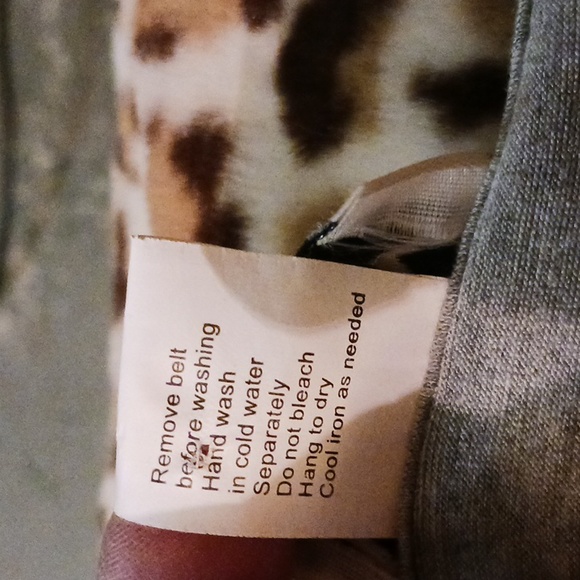 Remove belt
before washing
Hand wash
in cold water
Separately
Do not bleach
Hang to dry
Cool iron as needed